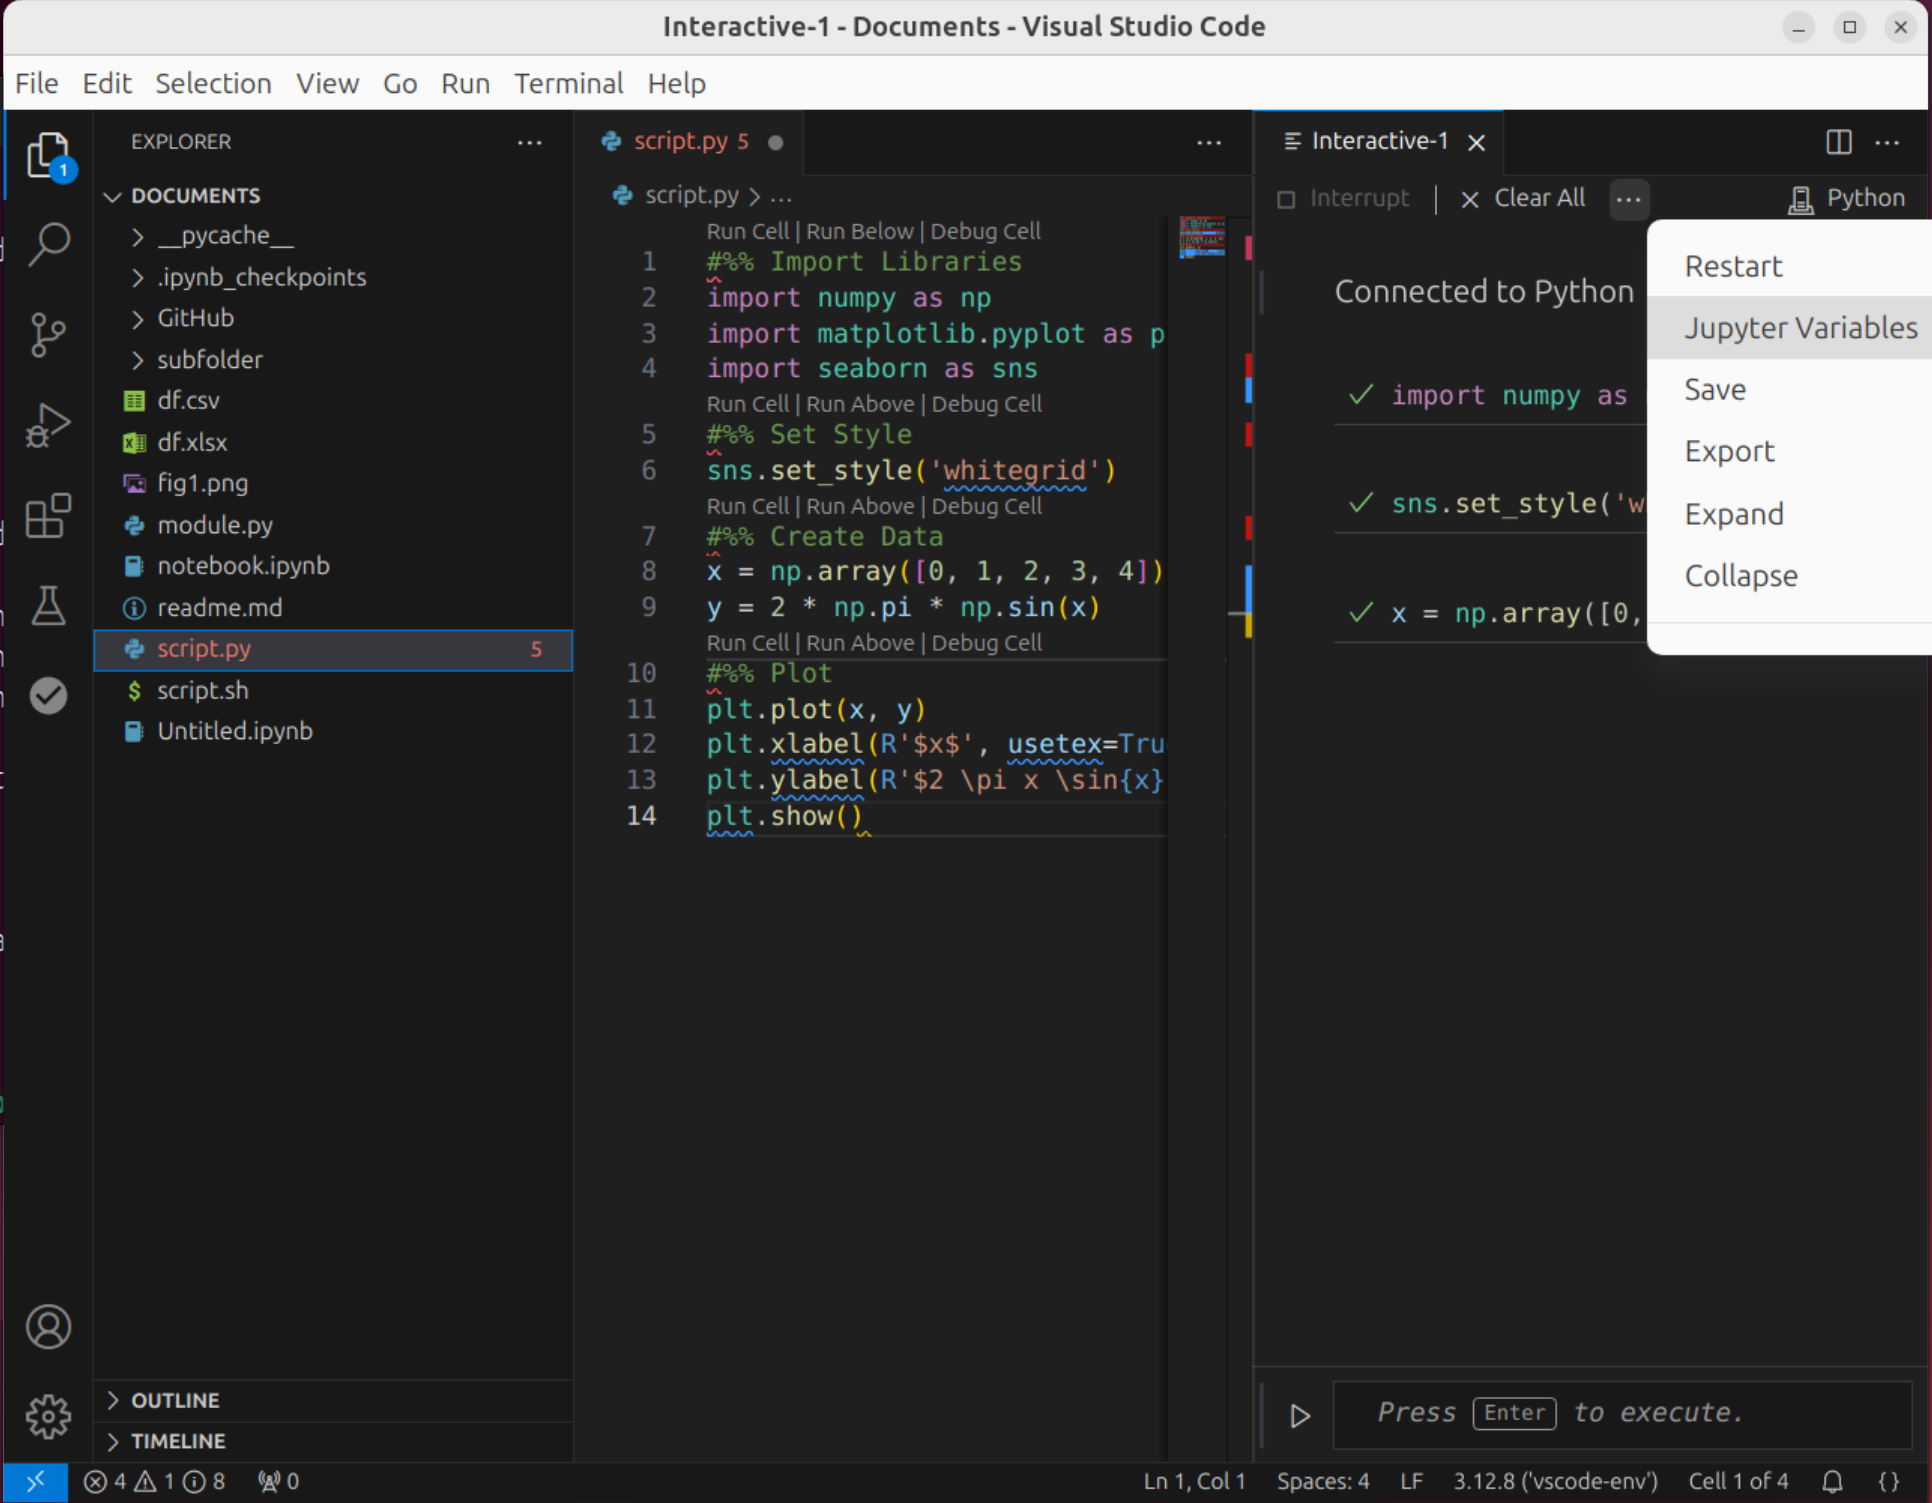 Interactive-1 - Documents - Visual Studio Code
File Edit Selection View Go Run Terminal Help
1
EXPLORER
DOCUMENTS
__pycache__
.ipynb_checkpoints
GitHub
subfolder
df.csv
df.xlsx
fig1.png
module.py
notebook.ipynb
readme.md
script.py 5
script.sh
Untitled.ipynb
OUTLINE
TIMELINE
script.py 5
script.py > ...
Run Cell | Run Below | Debug Cell
1 #%% Import Libraries
2 import numpy as np
3 import matplotlib.pyplot as p
4 import seaborn as sns
Run Cell | Run Above | Debug Cell
5 #%% Set Style
6 sns.set_style('whitegrid')
Run Cell | Run Above | Debug Cell
7 #%% Create Data
8 x = np.array([0, 1, 2, 3, 4])
9 y = 2 * np.pi * np.sin(x)
Run Cell | Run Above | Debug Cell
10 #%% Plot
11 plt.plot(x, y)
12 plt.xlabel(R'$x$', usetex=Tru
13 plt.ylabel(R'$2 \pi x \sin{x}
14 plt.show()
Interactive-1
Interrupt | Clear All ... Python
Connected to Python
import numpy as
sns.set_style('w
x = np.array([0,
Restart
Jupyter Variables
Save
Export
Expand
Collapse
Press Enter to execute.
4 1 8 0 Ln 1, Col 1 Spaces: 4 LF 3.12.8 ('vscode-env') Cell 1 of 4 {}